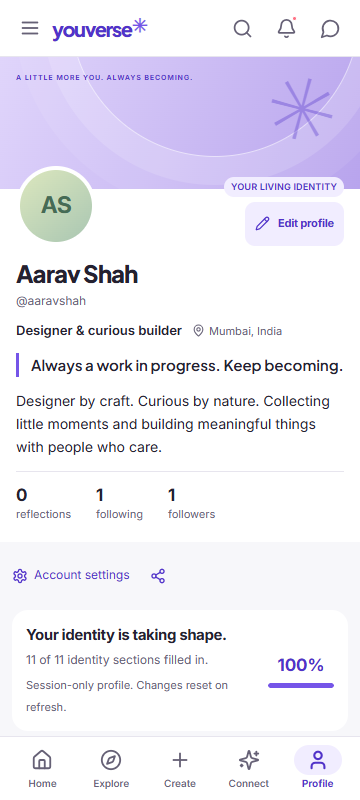 youverse
A LITTLE MORE YOU. ALWAYS BECOMING.
AS
YOUR LIVING IDENTITY
Edit profile
Aarav Shah
@aaravshah
Designer & curious builder Mumbai, India
Always a work in progress. Keep becoming.
Designer by craft. Curious by nature. Collecting
little moments and building meaningful things
with people who care.
0 1 1
reflections following followers
Account settings
Your identity is taking shape.
11 of 11 identity sections filled in.
100%
Session-only profile. Changes reset on
refresh.
Home Explore Create Connect Profile